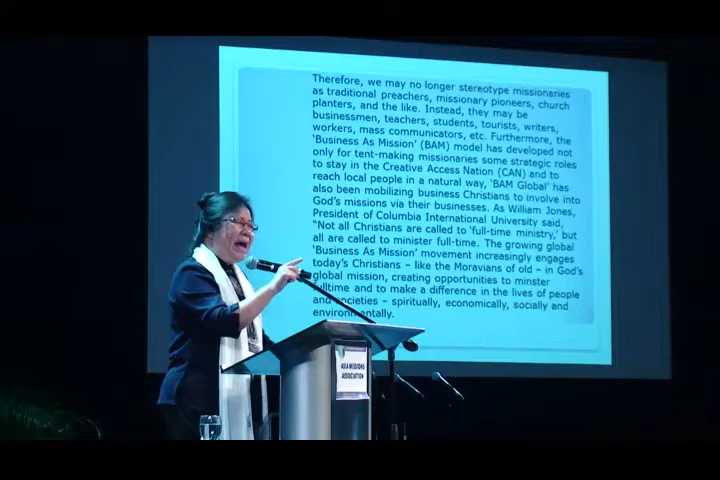 Therefore, we may no longer stereotype missionaries
as traditional preachers, missionary pioneers, church
planters, and the like. Instead, they may be
businessmen, teachers, students, tourists, writers,
workers, mass communicators, etc. Furthermore, the
‘Business As Mission’ (BAM) model has developed not
only for tent-making missionaries some strategic roles
to stay in the Creative Access Nation (CAN) and to
reach local people in a natural way, ‘BAM Global’ has
also been mobilizing business Christians to involve into
God’s missions via their businesses. As William Jones,
President of Columbia International University said,
“Not all Christians are called to ‘full-time ministry,’ but
all are called to minister full-time. The growing global
‘Business As Mission’ movement increasingly engages
today’s Christians – like the Moravians of old – in God’s
global mission, creating opportunities to minster
fulltime and to make a difference in the lives of people
and societies – spiritually, economically, socially and
environmentally.
ASIA MISSIONS
ASSOCIATION